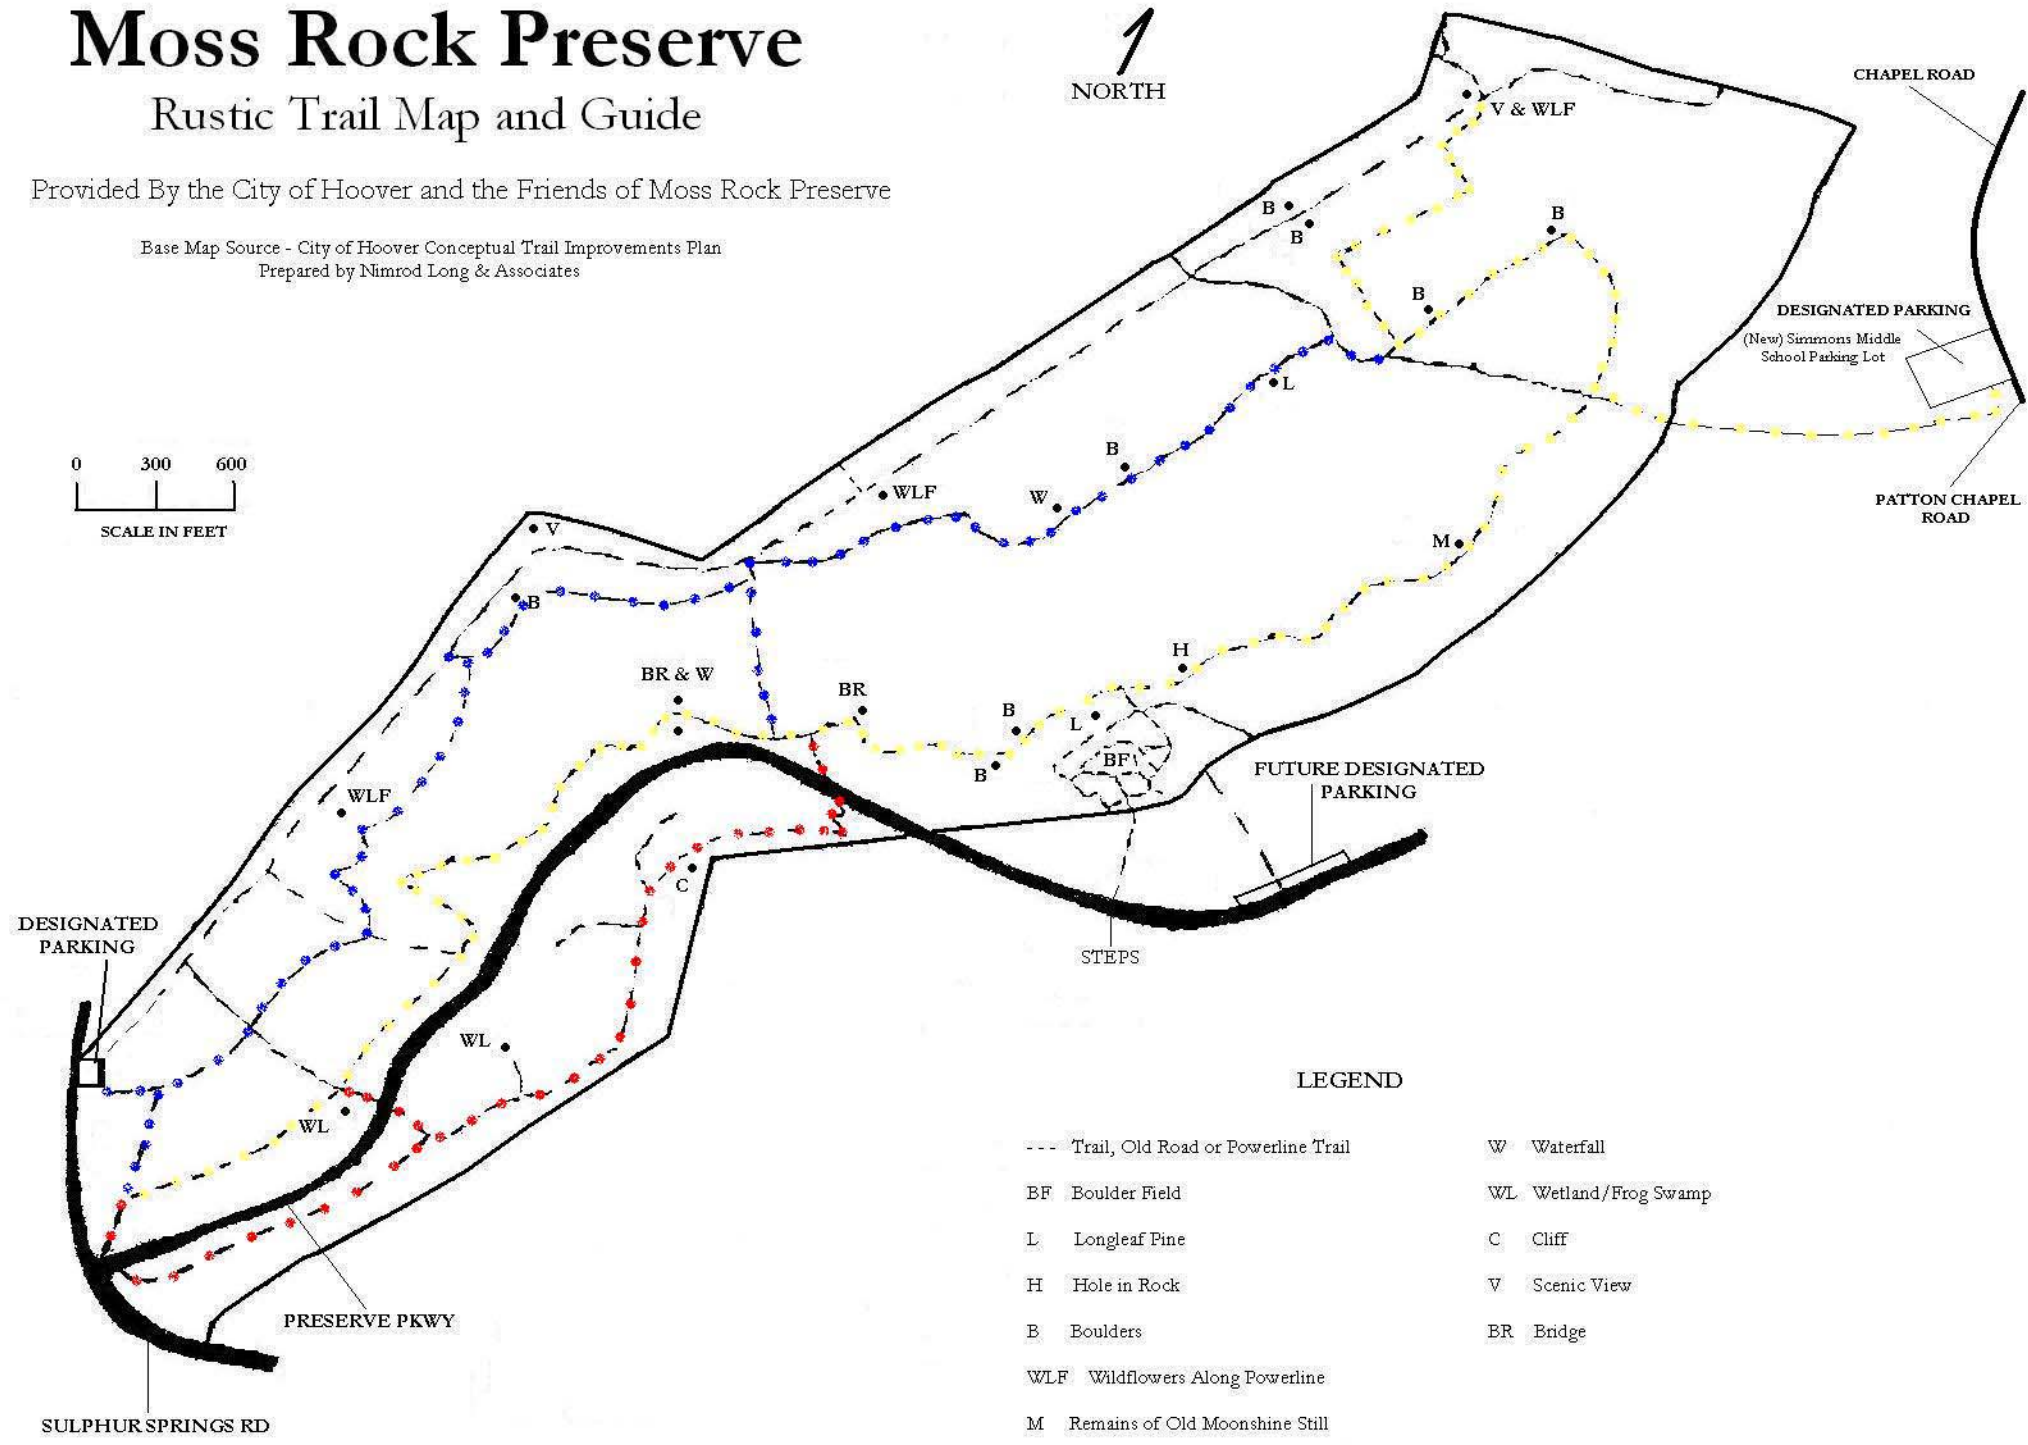 Moss Rock Preserve
Rustic Trail Map and Guide
Provided By the City of Hoover and the Friends of Moss Rock Preserve
Base Map Source - City of Hoover Conceptual Trail Improvements Plan
Prepared by Nimrod Long & Associates
NORTH
CHAPEL ROAD
V & WLF
B
B
B
B
DESIGNATED PARKING
(New) Simmons Middle
School Parking Lot
L
B
0 300 600
SCALE IN FEET
WLF
W
PATTON CHAPEL
ROAD
V
M
B
H
BR & W
BR
B
L
BF
B
FUTURE DESIGNATED
PARKING
WLF
C
DESIGNATED
PARKING
STEPS
WL
WL
PRESERVE PKWY
SULPHUR SPRINGS RD
LEGEND
--- Trail, Old Road or Powerline Trail
BF Boulder Field
L Longleaf Pine
H Hole in Rock
B Boulders
WLF Wildflowers Along Powerline
M Remains of Old Moonshine Still
W Waterfall
WL Wetland/Frog Swamp
C Cliff
V Scenic View
BR Bridge